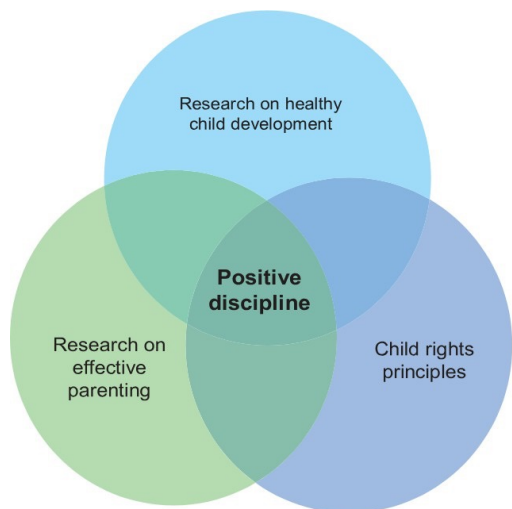 Research on healthy
child development
Positive
discipline
Research on
effective
parenting
Child rights
principles